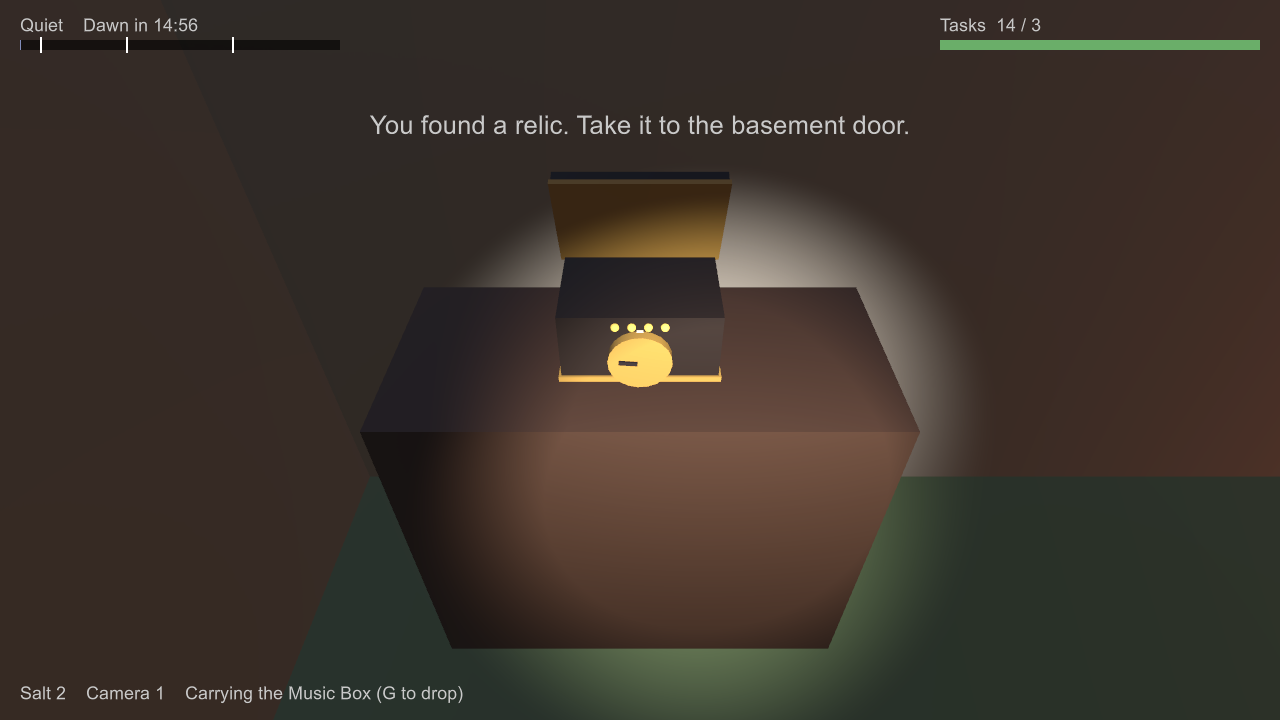 Quiet Dawn in 14:56
Tasks 14 / 3
You found a relic. Take it to the basement door.
Salt 2 Camera 1 Carrying the Music Box (G to drop)